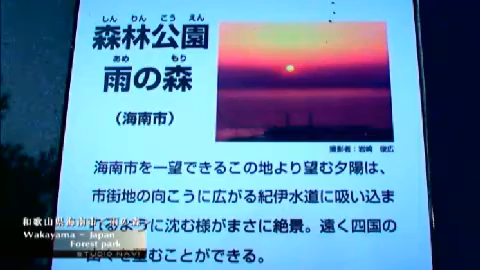 しんりんこうえん
森林公園
あめ もり
雨の森
（海南市）
撮影者：岩崎 俊広
海南市を一望できるこの地より望む夕陽は、
市街地の向こうに広がる紀伊水道に吸い込ま
れるように沈む様がまさに絶景。遠く四国の
望むことができる。
和歌山県海南市
Wakayama - Japan
Forest park
STUDIO NAVI